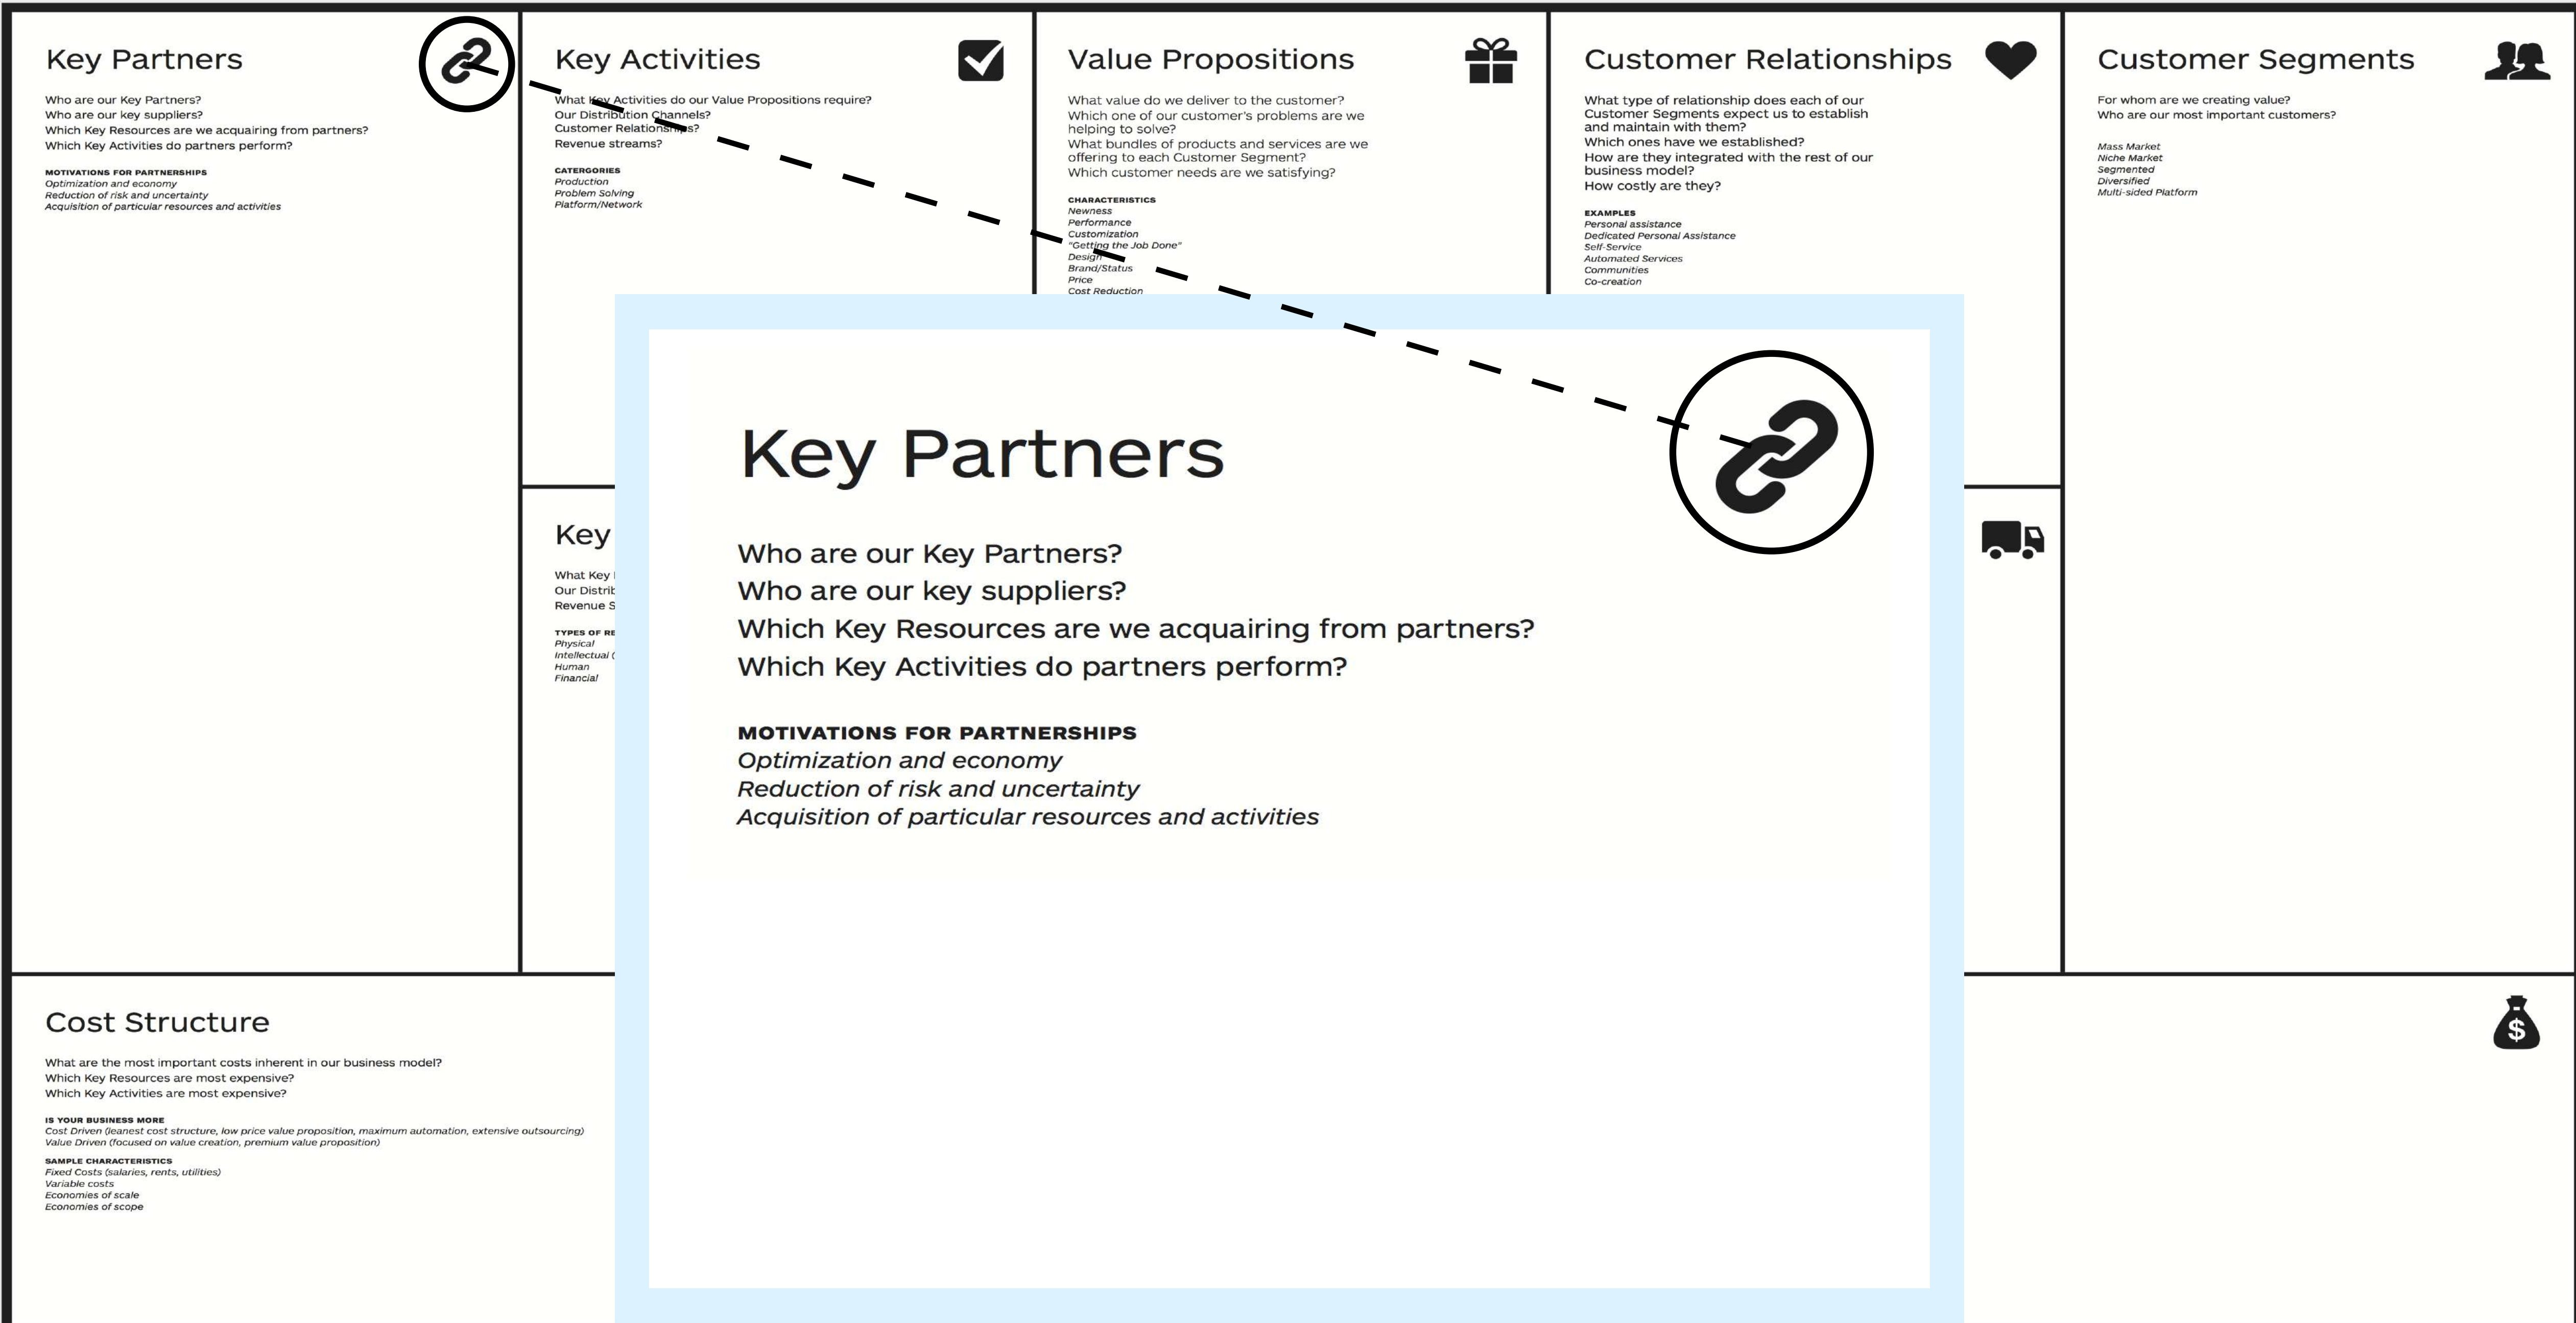 Key Partners
Who are our Key Partners?
Who are our key suppliers?
Which Key Resources are we acquairing from partners?
Which Key Activities do partners perform?
MOTIVATIONS FOR PARTNERSHIPS
Optimization and economy
Reduction of risk and uncertainty
Acquisition of particular resources and activities
Key Activities
What Key Activities do our Value Propositions require?
Our Distribution Channels?
Customer Relationships?
Revenue streams?
CATERGORIES
Production
Problem Solving
Platform/Network
Value Propositions
What value do we deliver to the customer?
Which one of our customer's problems are we
helping to solve?
What bundles of products and services are we
offering to each Customer Segment?
Which customer needs are we satisfying?
CHARACTERISTICS
Newness
Performance
Customization
"Getting the Job Done"
Design
Brand/Status
Price
Cost Reduction
Customer Relationships
What type of relationship does each of our
Customer Segments expect us to establish
and maintain with them?
Which ones have we established?
How are they integrated with the rest of our
business model?
How costly are they?
EXAMPLES
Personal assistance
Dedicated Personal Assistance
Self-Service
Automated Services
Communities
Co-creation
Customer Segments
For whom are we creating value?
Who are our most important customers?
Mass Market
Niche Market
Segmented
Diversified
Multi-sided Platform
Key
What Key
Our Distrib
Revenue S
TYPES OF RE
Physical
Intellectual (
Human
Financial
Key Partners
Who are our Key Partners?
Who are our key suppliers?
Which Key Resources are we acquairing from partners?
Which Key Activities do partners perform?
MOTIVATIONS FOR PARTNERSHIPS
Optimization and economy
Reduction of risk and uncertainty
Acquisition of particular resources and activities
Cost Structure
What are the most important costs inherent in our business model?
Which Key Resources are most expensive?
Which Key Activities are most expensive?
IS YOUR BUSINESS MORE
Cost Driven (leanest cost structure, low price value proposition, maximum automation, extensive outsourcing)
Value Driven (focused on value creation, premium value proposition)
SAMPLE CHARACTERISTICS
Fixed Costs (salaries, rents, utilities)
Variable costs
Economies of scale
Economies of scope
$